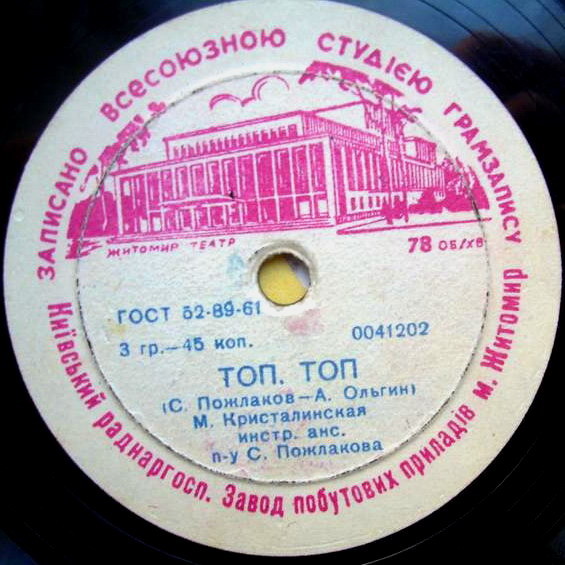 ЗАПИСАНО ВСЕСОЮЗНОЮ СТУДІЄЮ ГРАМЗАПИСУ
ЖИТОМИР ТЕАТР
78 ОБ/ХВ
ГОСТ 52-89-61
3 гр.—45 коп.
0041202
ТОП, ТОП
(С. Пожлаков—А. Ольгин)
М. Кристалинская
инстр. анс.
п-у С. Пожлакова
Київський раднаргосп. Завод побутових приладів м. Житомир